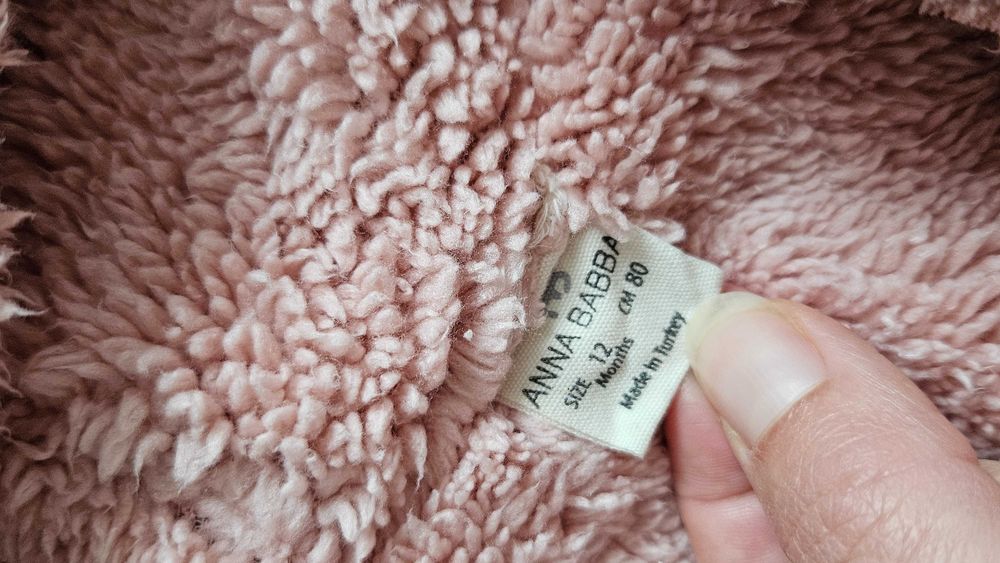 ANNA BABBA
SIZE 12 CM 80
Months
Made in Turkey